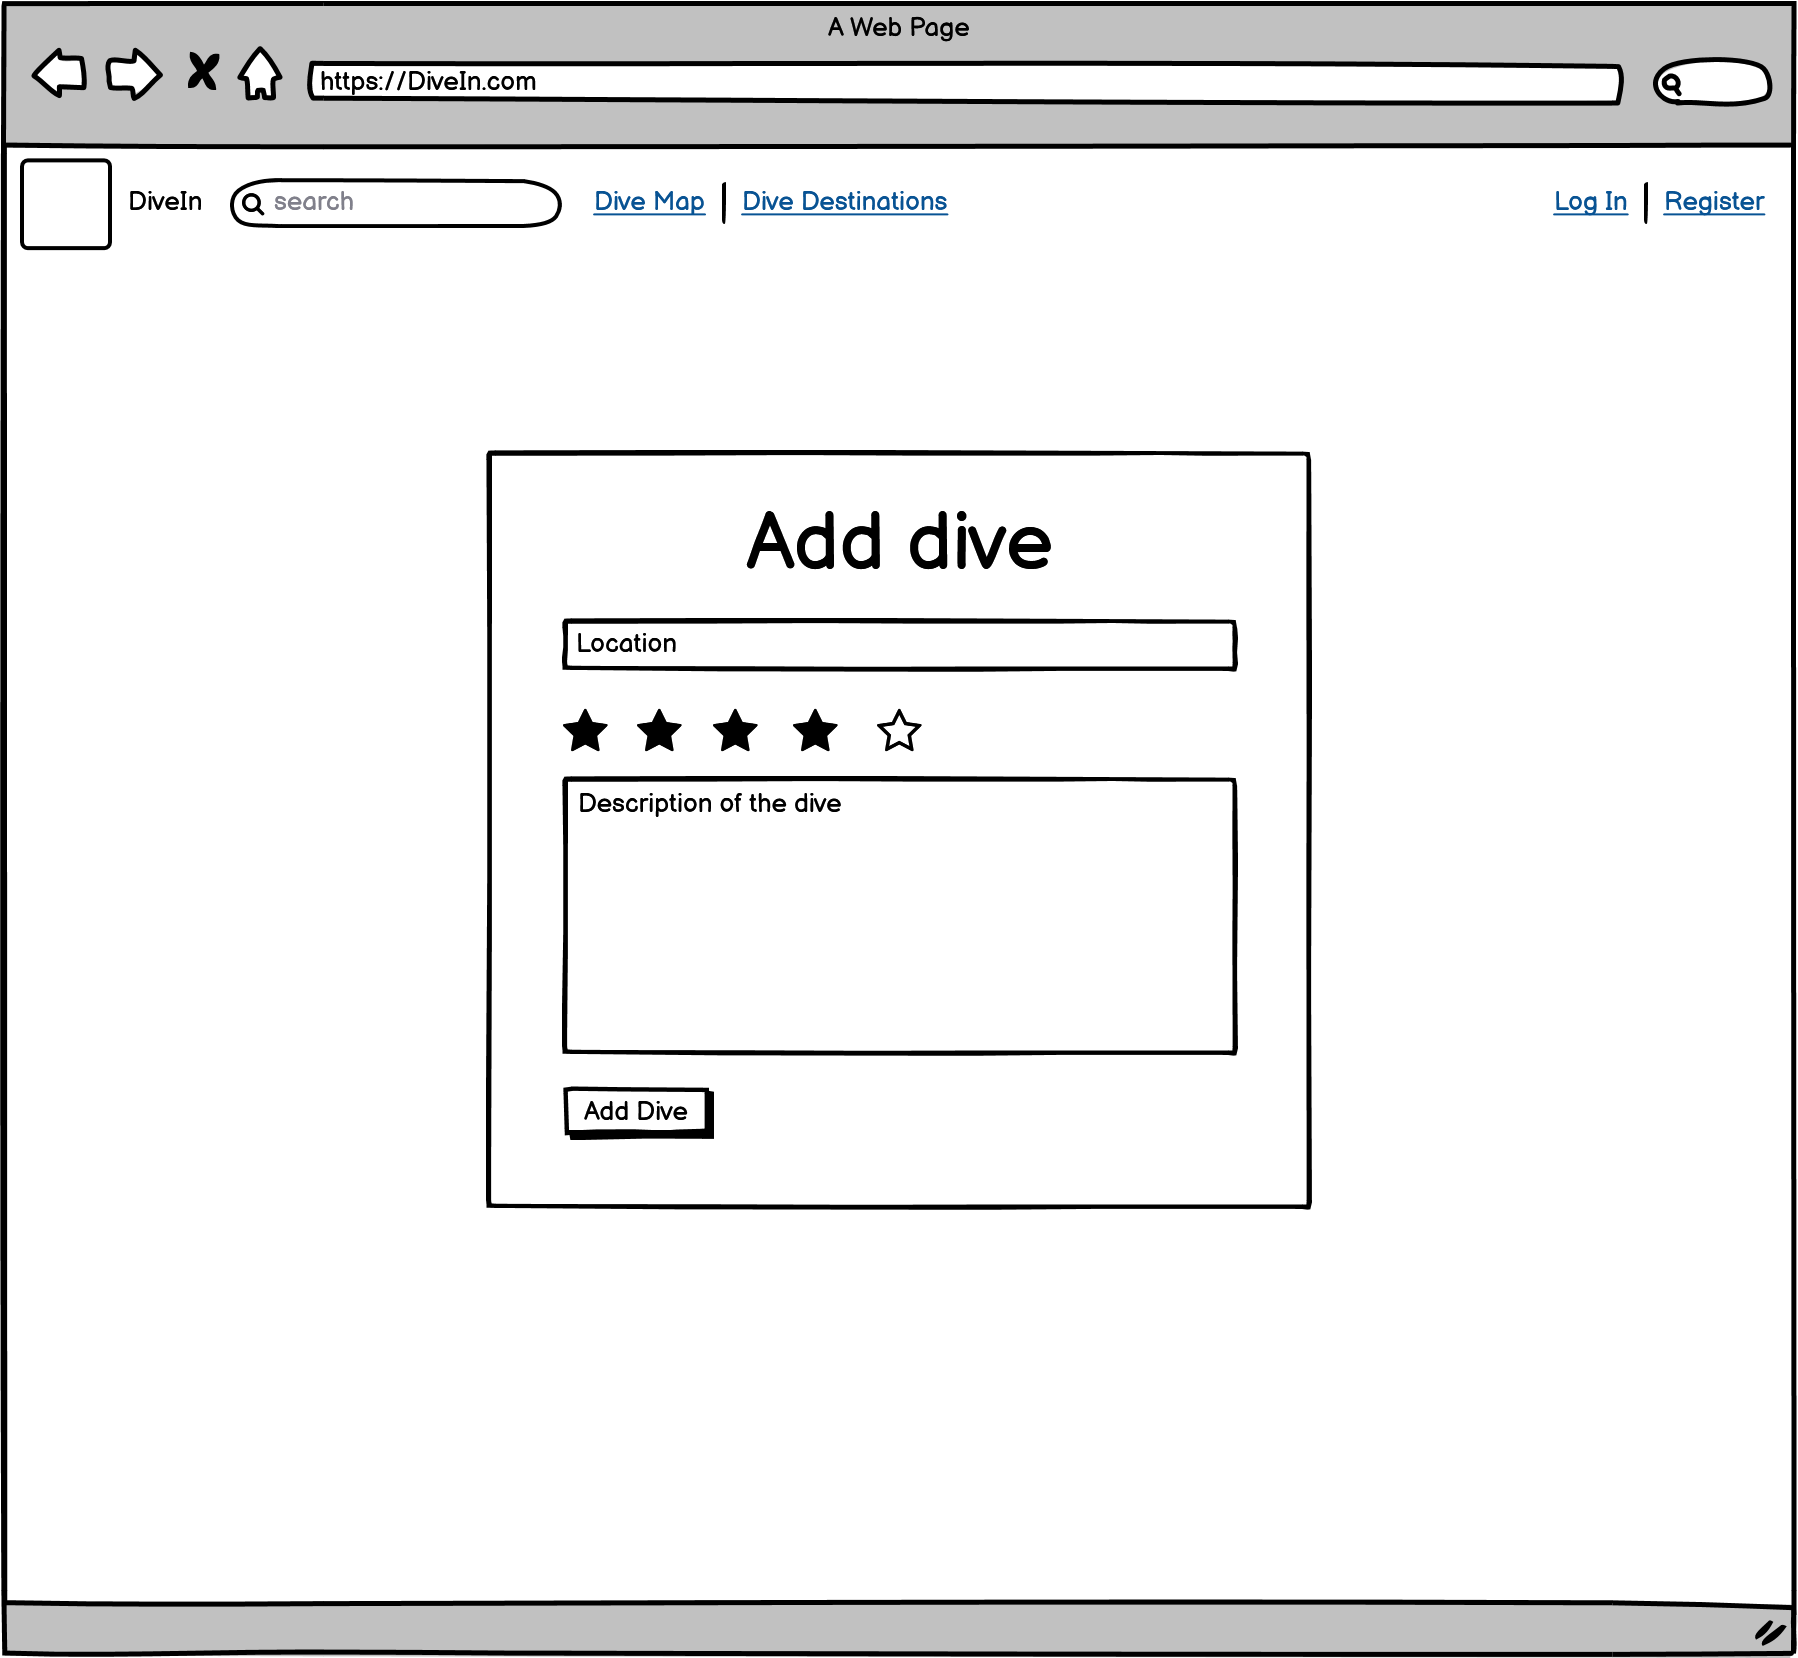 A Web Page
https://DiveIn.com
DiveIn search Dive Map Dive Destinations Log In Register
Add dive
Location
Description of the dive
Add Dive